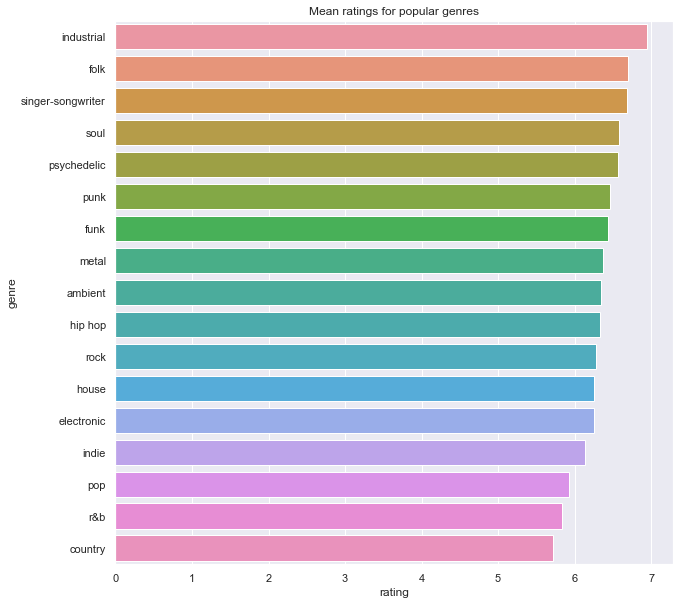 Mean ratings for popular genres
genre
industrial
folk
singer-songwriter
soul
psychedelic
punk
funk
metal
ambient
hip hop
rock
house
electronic
indie
pop
r&b
country
0 1 2 3 4 5 6 7
rating